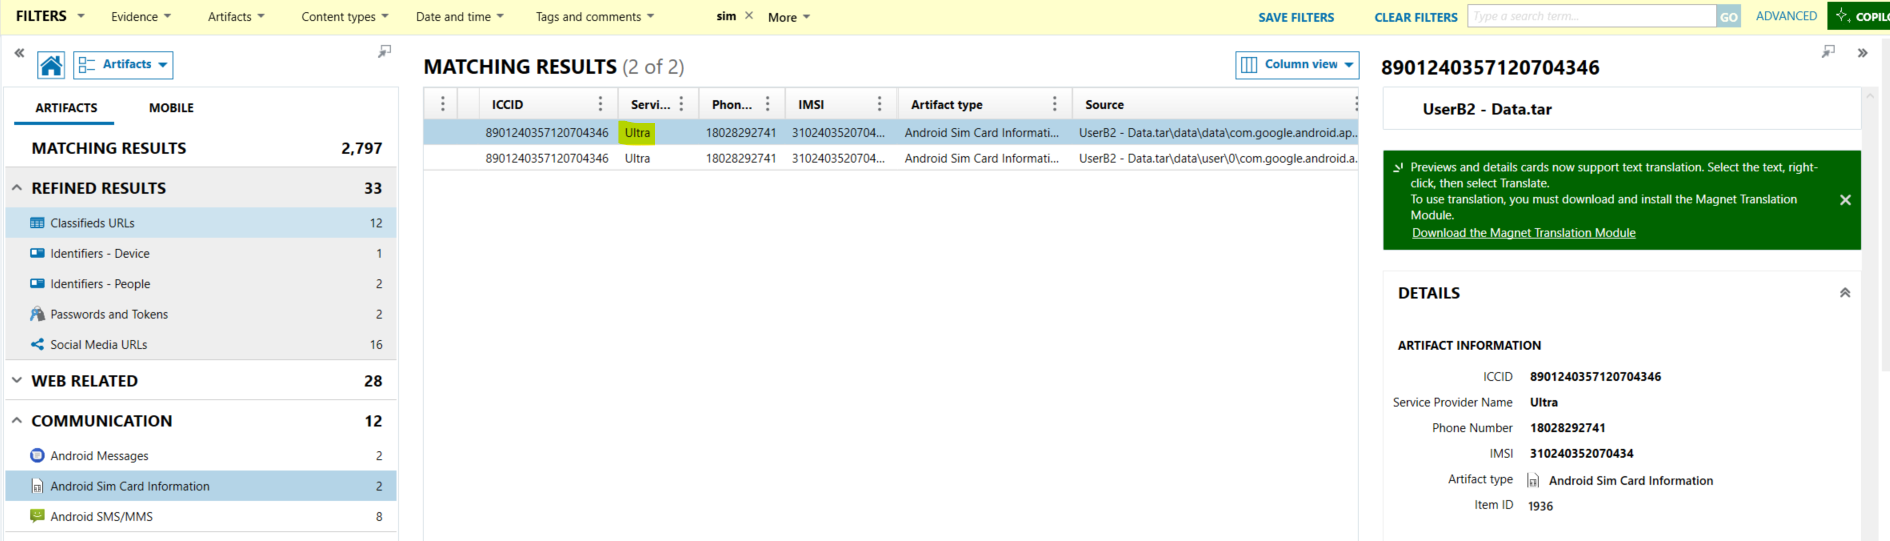 FILTERS Evidence Artifacts Content types Date and time Tags and comments sim × More SAVE FILTERS CLEAR FILTERS Type a search term... GO ADVANCED COPILO
Artifacts
ARTIFACTS MOBILE
MATCHING RESULTS 2,797
REFINED RESULTS 33
Classifieds URLs 12
Identifiers - Device 1
Identifiers - People 2
Passwords and Tokens 2
Social Media URLs 16
WEB RELATED 28
COMMUNICATION 12
Android Messages 2
Android Sim Card Information 2
Android SMS/MMS 8
MATCHING RESULTS (2 of 2) Column view
ICCID Servi... Phon... IMSI Artifact type Source
8901240357120704346 Ultra 18028292741 3102403520704... Android Sim Card Informati... UserB2 - Data.tar\data\data\com.google.android.ap...
8901240357120704346 Ultra 18028292741 3102403520704... Android Sim Card Informati... UserB2 - Data.tar\data\user\0\com.google.android.a...
8901240357120704346
UserB2 - Data.tar
Previews and details cards now support text translation. Select the text, right-
click, then select Translate.
To use translation, you must download and install the Magnet Translation
Module.
Download the Magnet Translation Module
DETAILS
ARTIFACT INFORMATION
ICCID 8901240357120704346
Service Provider Name Ultra
Phone Number 18028292741
IMSI 310240352070434
Artifact type Android Sim Card Information
Item ID 1936